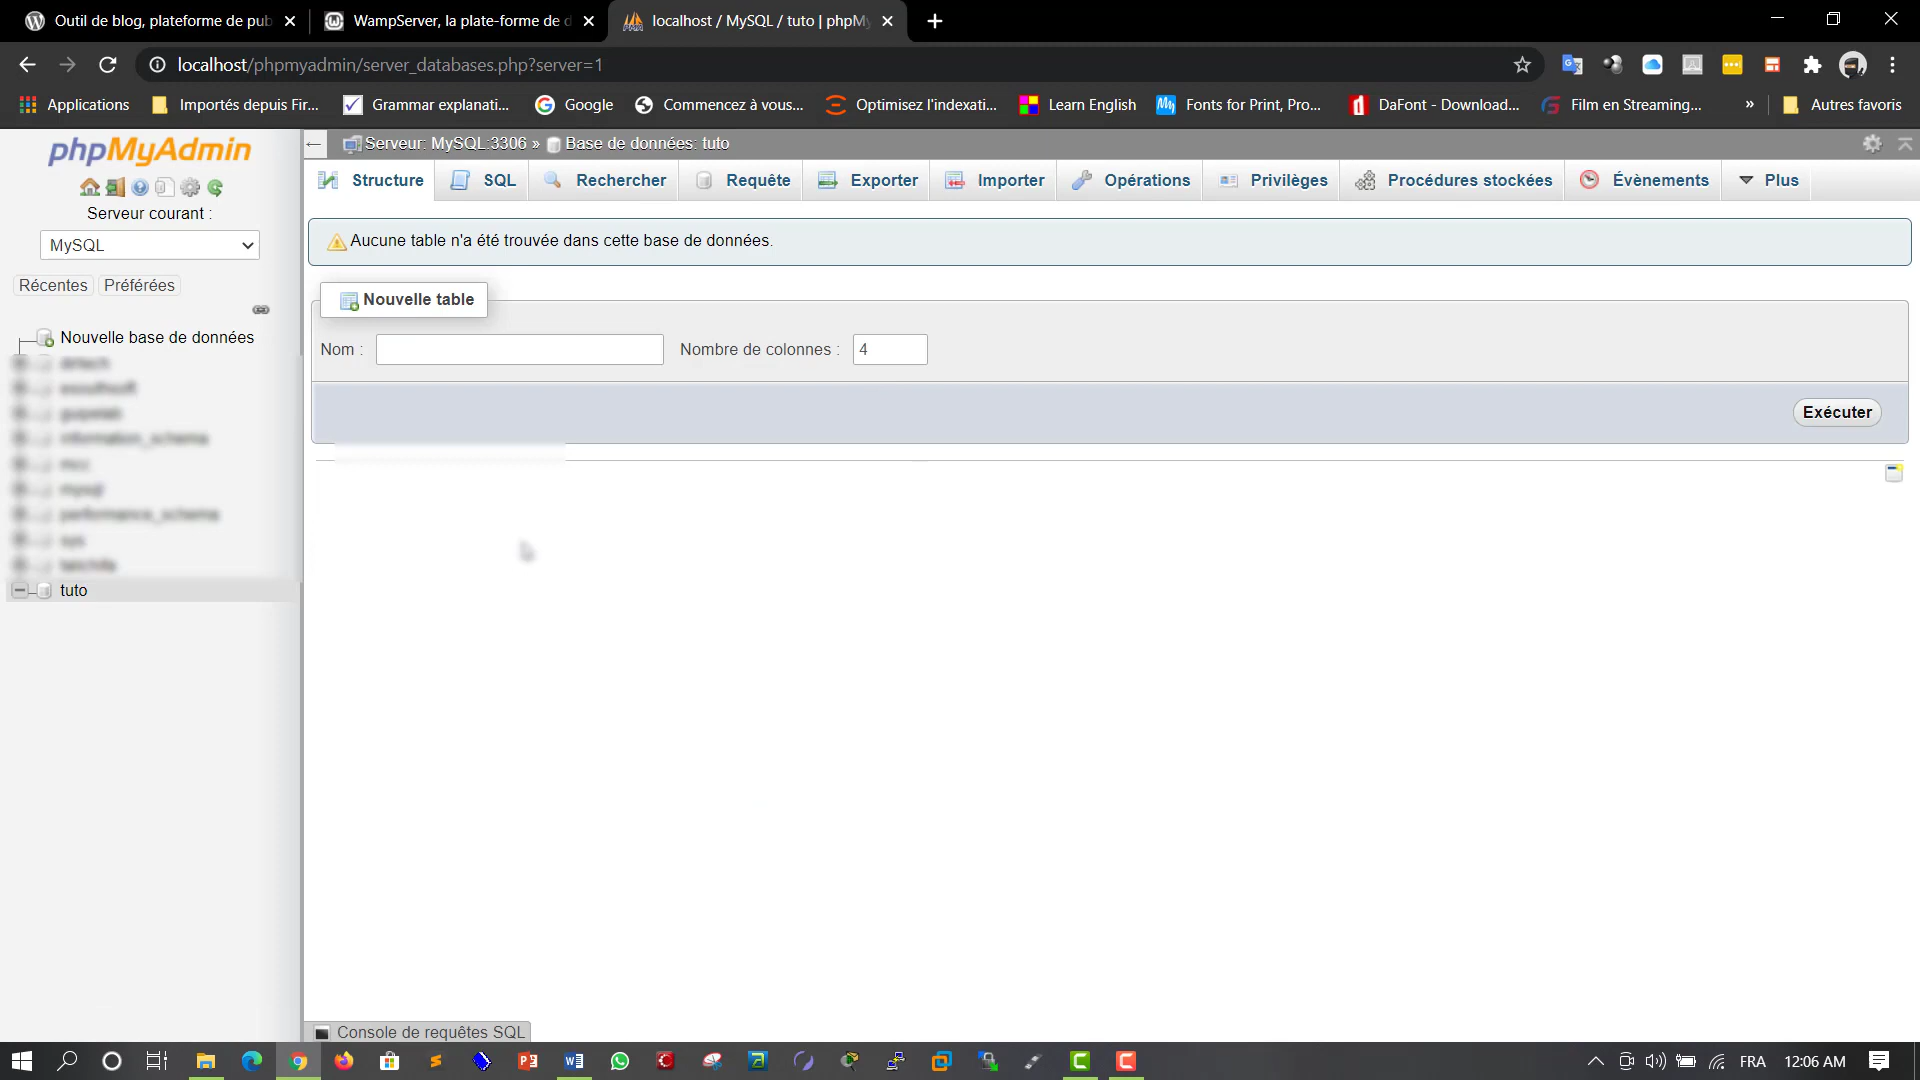 Outil de blog, plateforme de pub
WampServer, la plate-forme de d
localhost / MySQL / tuto | phpMy
localhost/phpmyadmin/server_databases.php?server=1
Applications
Importés depuis Fir...
Grammar explanati...
Google
Commencez à vous...
Optimisez l'indexati...
Learn English
Fonts for Print, Pro...
DaFont - Download...
Film en Streaming...
»
Autres favoris
phpMyAdmin
Serveur courant :
MySQL
Récentes
Préférées
Nouvelle base de données
information_schema
mysql
performance_schema
sys
tuto
Serveur: MySQL:3306 » Base de données: tuto
Structure
SQL
Rechercher
Requête
Exporter
Importer
Opérations
Privilèges
Procédures stockées
Évènements
Plus
Aucune table n'a été trouvée dans cette base de données.
Nouvelle table
Nom :
Nombre de colonnes :
4
Exécuter
Console de requêtes SQL
FRA
12:06 AM